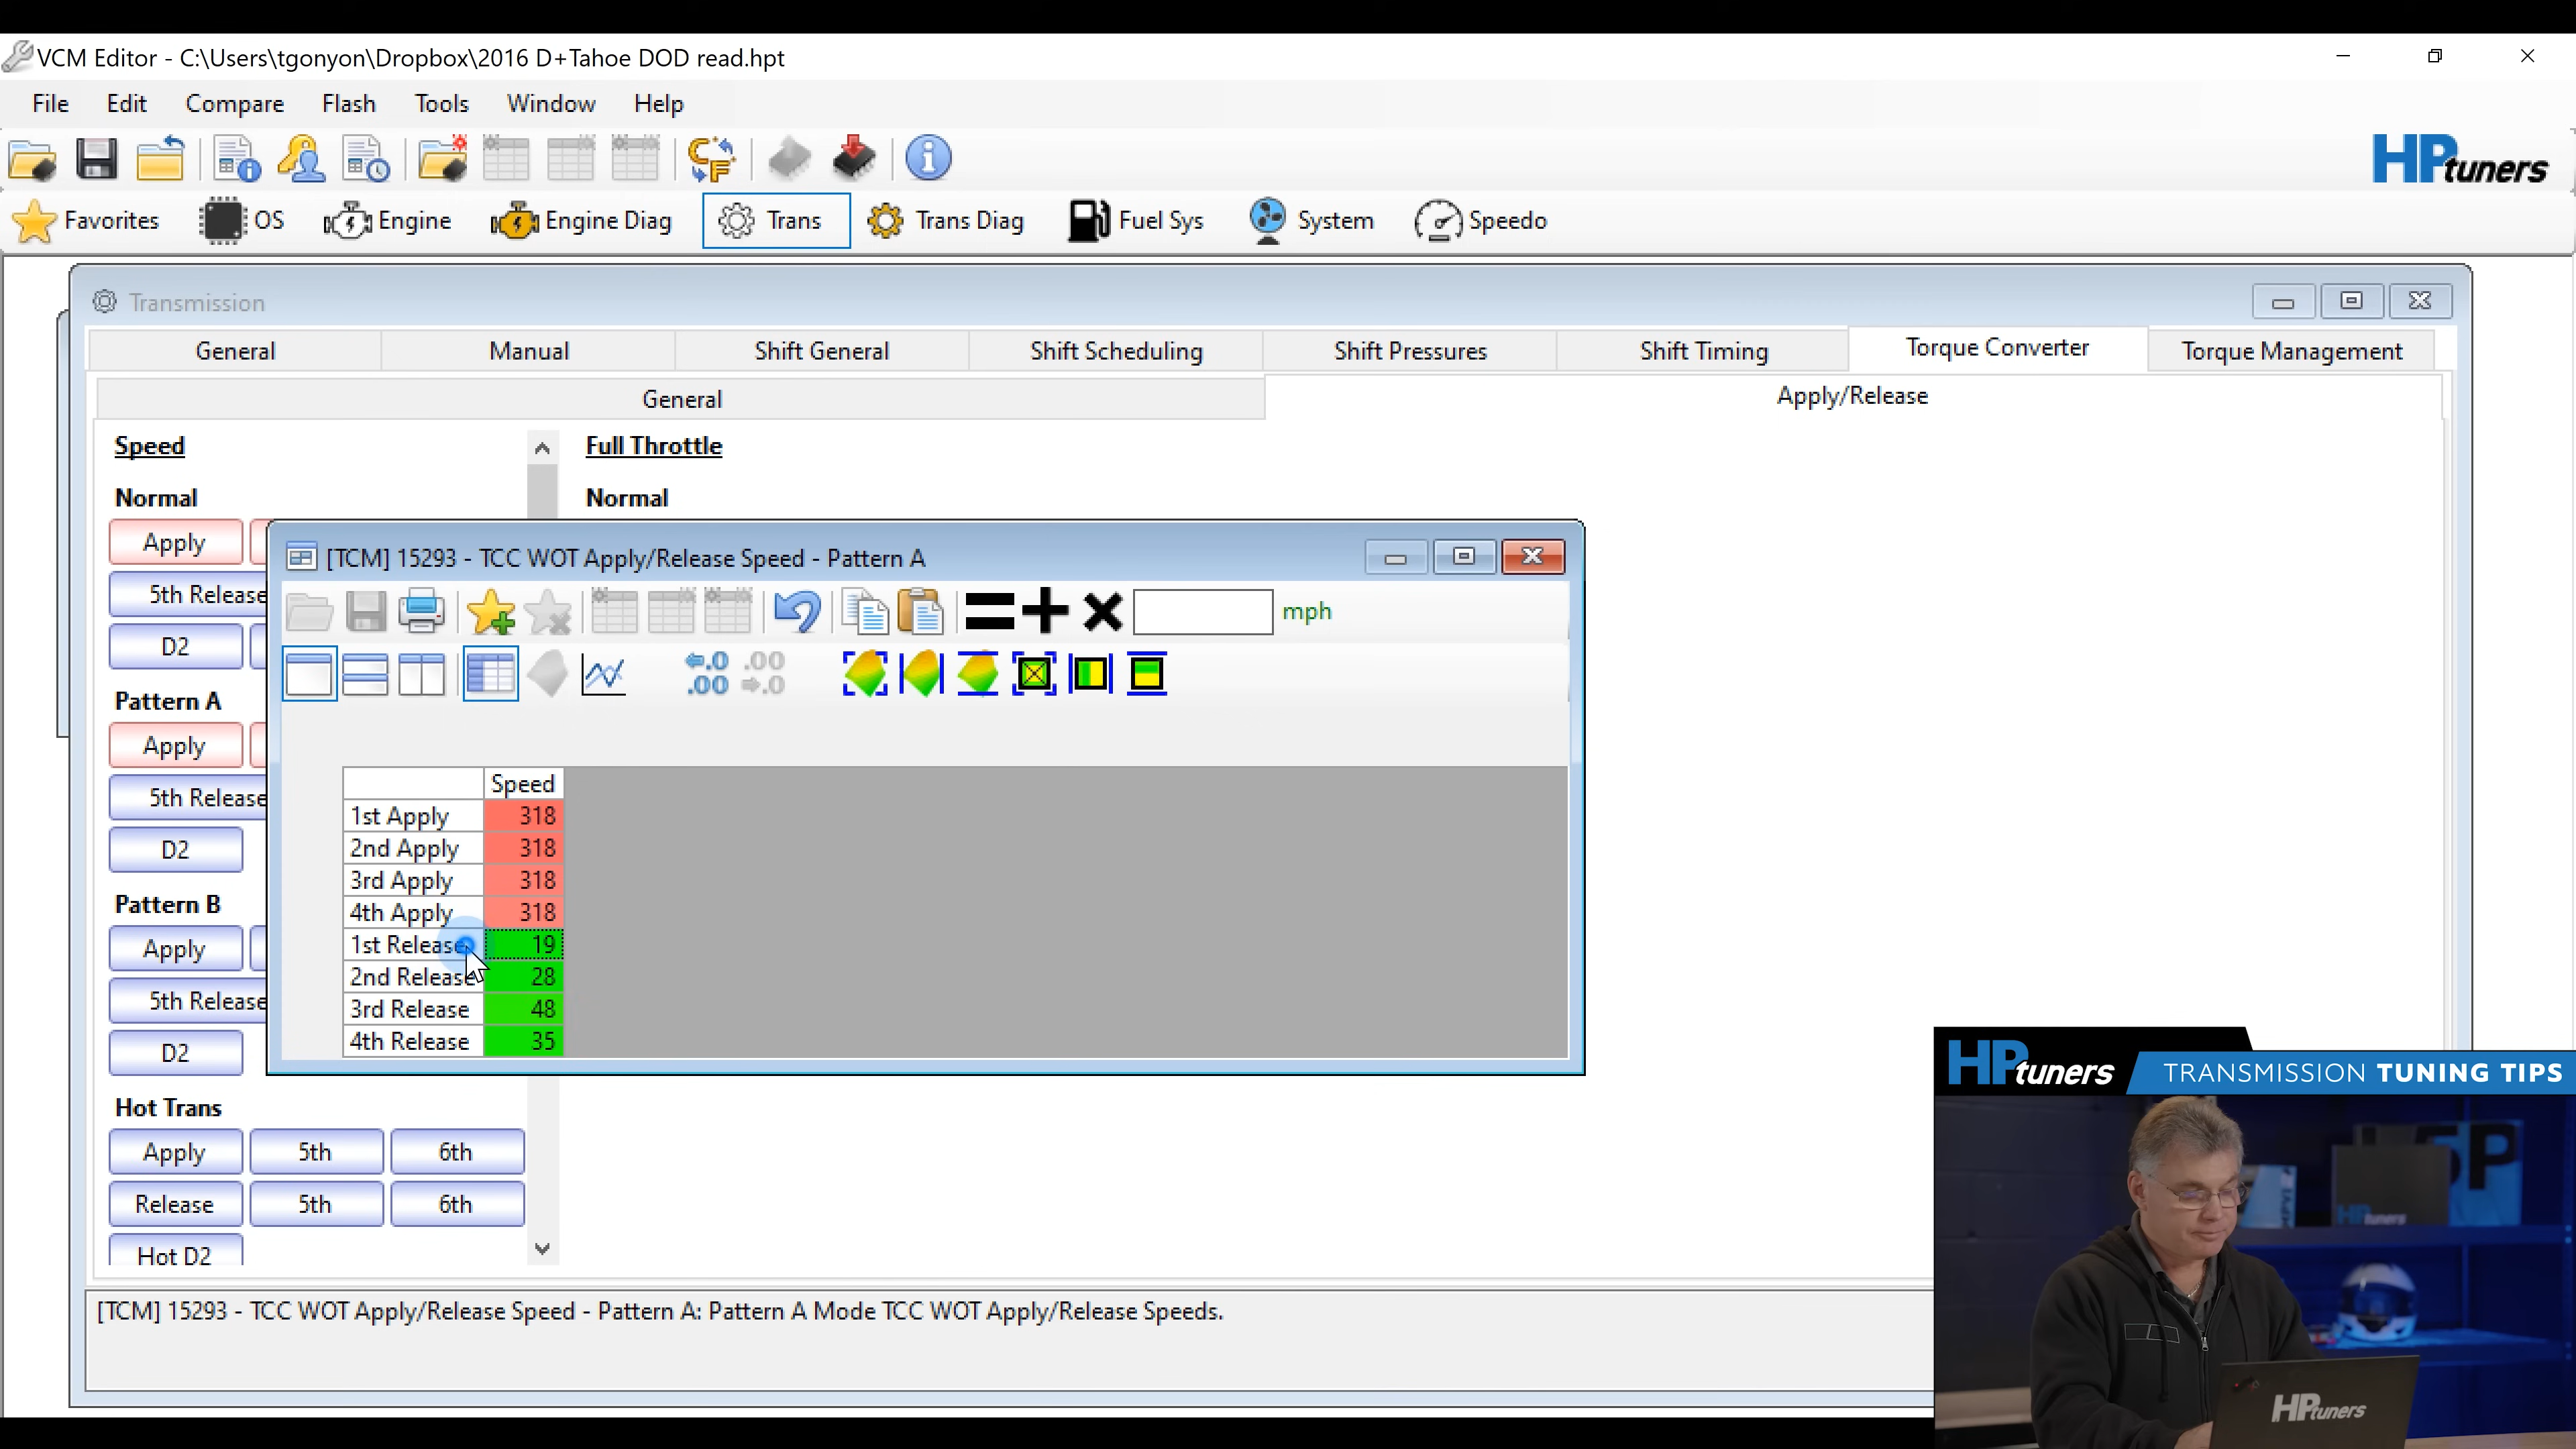 VCM Editor - C:\Users\tgonyon\Dropbox\2016 D+Tahoe DOD read.hpt
File Edit Compare Flash Tools Window Help
HPtuners
Favorites OS Engine Engine Diag Trans Trans Diag Fuel Sys System Speedo
Transmission
General Manual Shift General Shift Scheduling Shift Pressures Shift Timing Torque Converter Torque Management
General Apply/Release
Speed Full Throttle
Normal Normal
Apply
5th Release
D2
Pattern A
Apply
5th Release
D2
Pattern B
Apply
5th Release
D2
Hot Trans
Apply 5th 6th
Release 5th 6th
Hot D2
[TCM] 15293 - TCC WOT Apply/Release Speed - Pattern A
mph
Speed
1st Apply 318
2nd Apply 318
3rd Apply 318
4th Apply 318
1st Release 19
2nd Release 28
3rd Release 48
4th Release 35
[TCM] 15293 - TCC WOT Apply/Release Speed - Pattern A: Pattern A Mode TCC WOT Apply/Release Speeds.
HPtuners TRANSMISSION TUNING TIPS
HPtuners